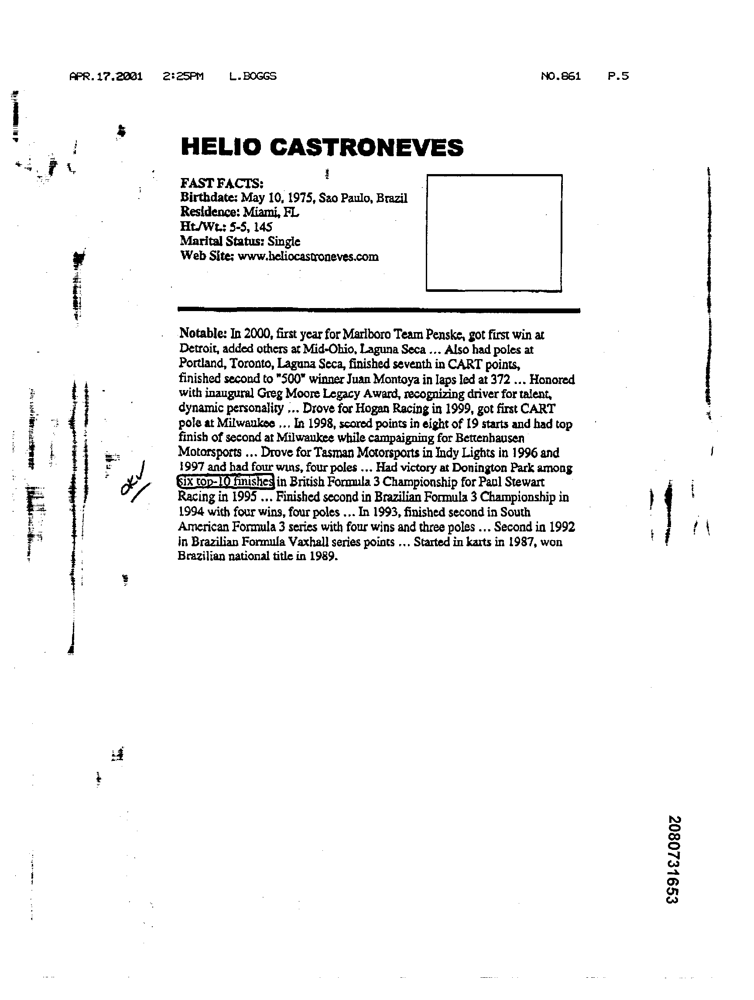 APR.17.2001 2:25PM L.BOGGS NO.861 P.5
HELIO CASTRONEVES
FAST FACTS:
Birthdate: May 10, 1975, Sao Paulo, Brazil
Residence: Miami, FL
Ht./Wt.: 5-5, 145
Marital Status: Single
Web Site: www.heliocastroneves.com
Notable: In 2000, first year for Marlboro Team Penske, got first win at
Detroit, added others at Mid-Ohio, Laguna Seca ... Also had poles at
Portland, Toronto, Laguna Seca, finished seventh in CART points,
finished second to "500" winner Juan Montoya in laps led at 372 ... Honored
with inaugural Greg Moore Legacy Award, recognizing driver for talent,
dynamic personality ... Drove for Hogan Racing in 1999, got first CART
pole at Milwaukee ... In 1998, scored points in eight of 19 starts and had top
finish of second at Milwaukee while campaigning for Bettenhausen
Motorsports ... Drove for Tasman Motorsports in Indy Lights in 1996 and
1997 and had four wins, four poles ... Had victory at Donington Park among
six top-10 finishes in British Formula 3 Championship for Paul Stewart
Racing in 1995 ... Finished second in Brazilian Formula 3 Championship in
1994 with four wins, four poles ... In 1993, finished second in South
American Formula 3 series with four wins and three poles ... Second in 1992
in Brazilian Formula Vaxhall series points ... Started in karts in 1987, won
Brazilian national title in 1989.
2080731653